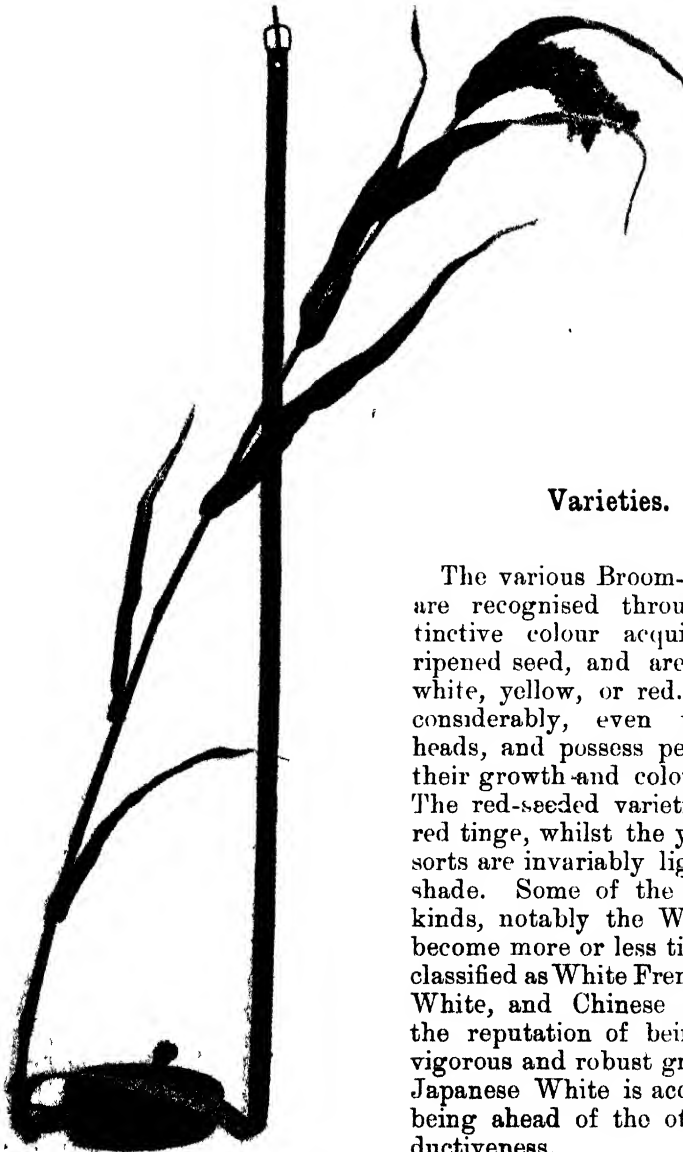 Varieties.
The various Broom-
are recognised throu
tinctive colour acqui
ripened seed, and are
white, yellow, or red.
considerably, even
heads, and possess pe
their growth and colo
The red-seeded variet
red tinge, whilst the y
sorts are invariably lig
shade. Some of the
kinds, notably the W
become more or less ti
classified as White Fren
White, and Chinese
the reputation of bein
vigorous and robust gr
Japanese White is acc
being ahead of the ot
ductiveness.